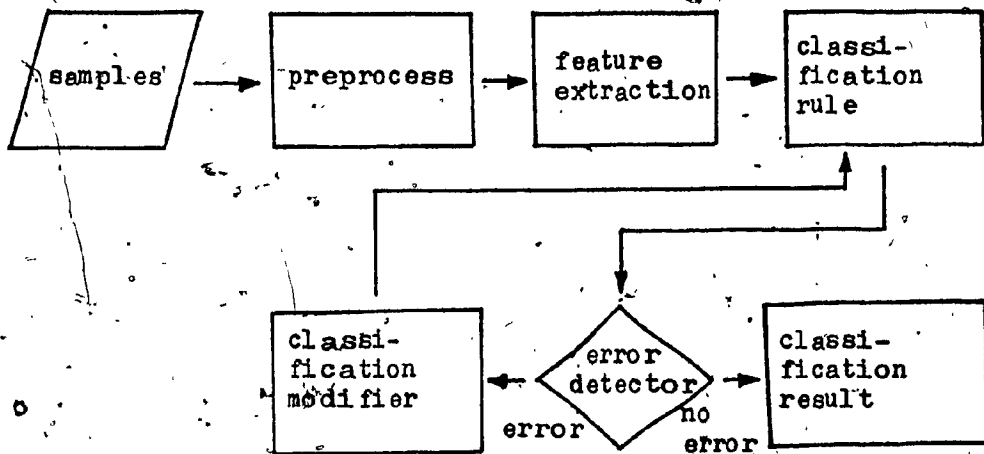 samples
preprocess
feature
extraction
classi-
fication
rule
classi-
fication
modifier
error
detector
error
no
error
classi-
fication
result